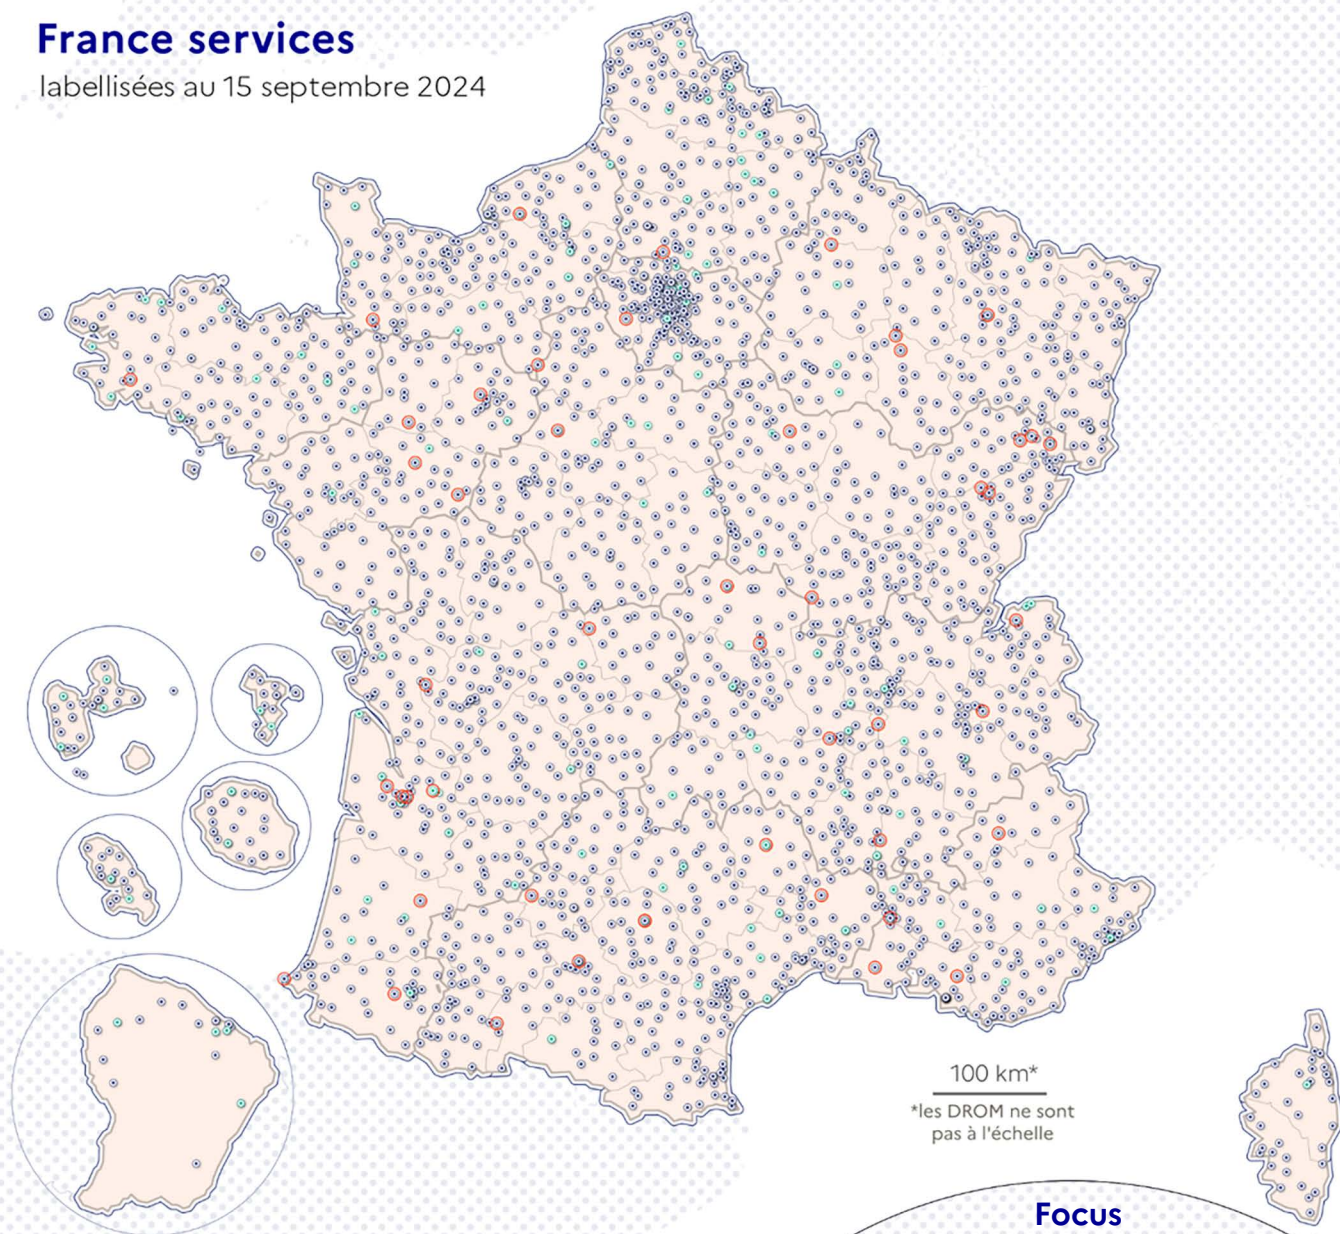 France services
labellisées au 15 septembre 2024
100 km*
*les DROM ne sont
pas à l'échelle
Focus